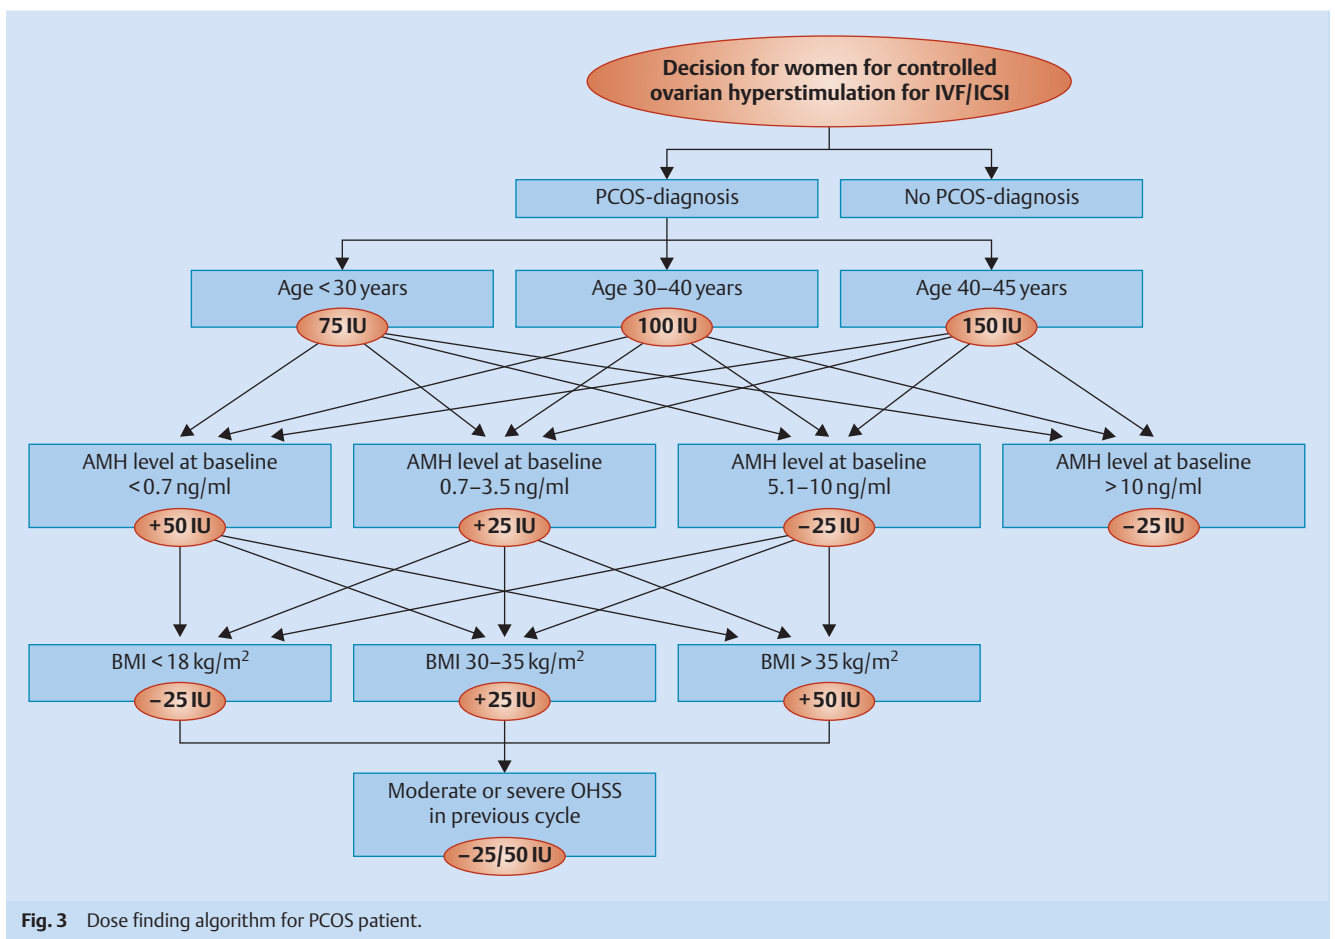 Decision for women for controlled
ovarian hyperstimulation for IVF/ICSI
PCOS-diagnosis
No PCOS-diagnosis
Age < 30 years
75 IU
Age 30–40 years
100 IU
Age 40–45 years
150 IU
AMH level at baseline
< 0.7 ng/ml
+50 IU
AMH level at baseline
0.7–3.5 ng/ml
+25 IU
AMH level at baseline
5.1–10 ng/ml
−25 IU
AMH level at baseline
> 10 ng/ml
−25 IU
BMI < 18 kg/m²
−25 IU
BMI 30–35 kg/m²
+25 IU
BMI > 35 kg/m²
+50 IU
Moderate or severe OHSS
in previous cycle
−25/50 IU
Fig. 3 Dose finding algorithm for PCOS patient.